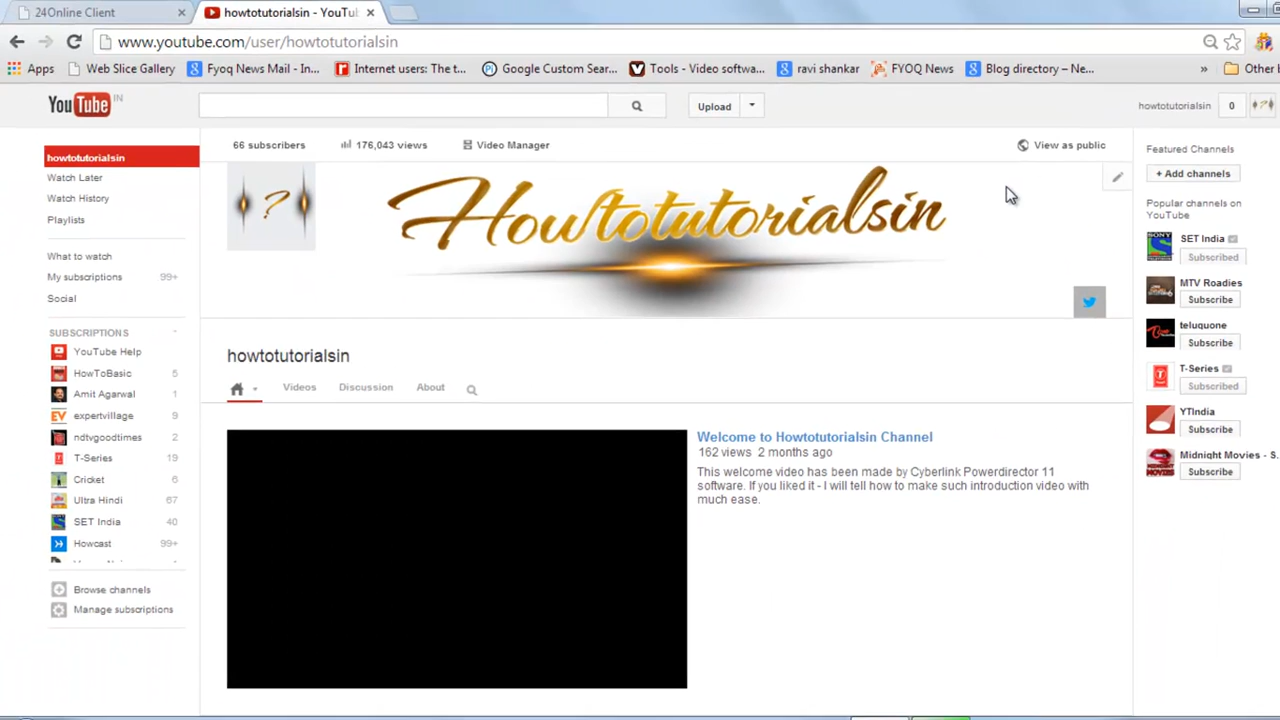 24Online Client
howtotutorialsin - YouTu
www.youtube.com/user/howtotutorialsin
Apps
Web Slice Gallery
Fyoq News Mail - In...
Internet users: The t...
Google Custom Sear...
Tools - Video softwa...
ravi shankar
FYOQ News
Blog directory – Ne...
»
Other
YouTube IN
Upload
howtotutorialsin
0
howtotutorialsin
Watch Later
Watch History
Playlists
What to watch
My subscriptions 99+
Social
SUBSCRIPTIONS
YouTube Help
HowToBasic 5
Amit Agarwal 1
expertvillage 9
ndtvgoodtimes 2
T-Series 19
Cricket 6
Ultra Hindi 67
SET India 40
Howcast 99+
Browse channels
Manage subscriptions
66 subscribers
176,043 views
Video Manager
View as public
?
Howtotutorialsin
howtotutorialsin
Videos
Discussion
About
Welcome to Howtotutorialsin Channel
162 views 2 months ago
This welcome video has been made by Cyberlink Powerdirector 11
software. If you liked it - I will tell how to make such introduction video with
much ease.
Featured Channels
+ Add channels
Popular channels on
YouTube
SET India
Subscribed
MTV Roadies
Subscribe
teluguone
Subscribe
T-Series
Subscribed
YTIndia
Subscribe
Midnight Movies - S.
Subscribe